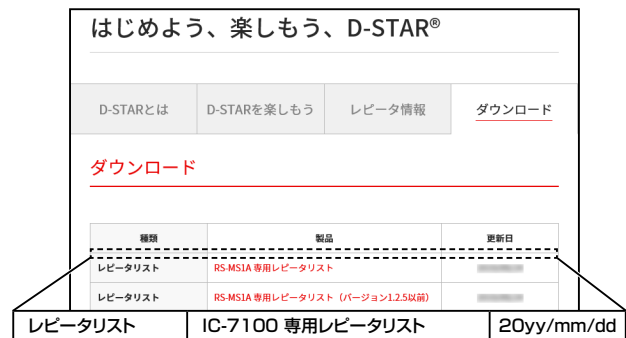 はじめよう、楽しもう、D-STAR®
D-STARとは D-STARを楽しもう レピータ情報 ダウンロード
ダウンロード
種類 製品 更新日
レピータリスト RS-MS1A 専用レピータリスト
レピータリスト RS-MS1A 専用レピータリスト（バージョン1.2.5以前）
レピータリスト IC-7100 専用レピータリスト 20yy/mm/dd